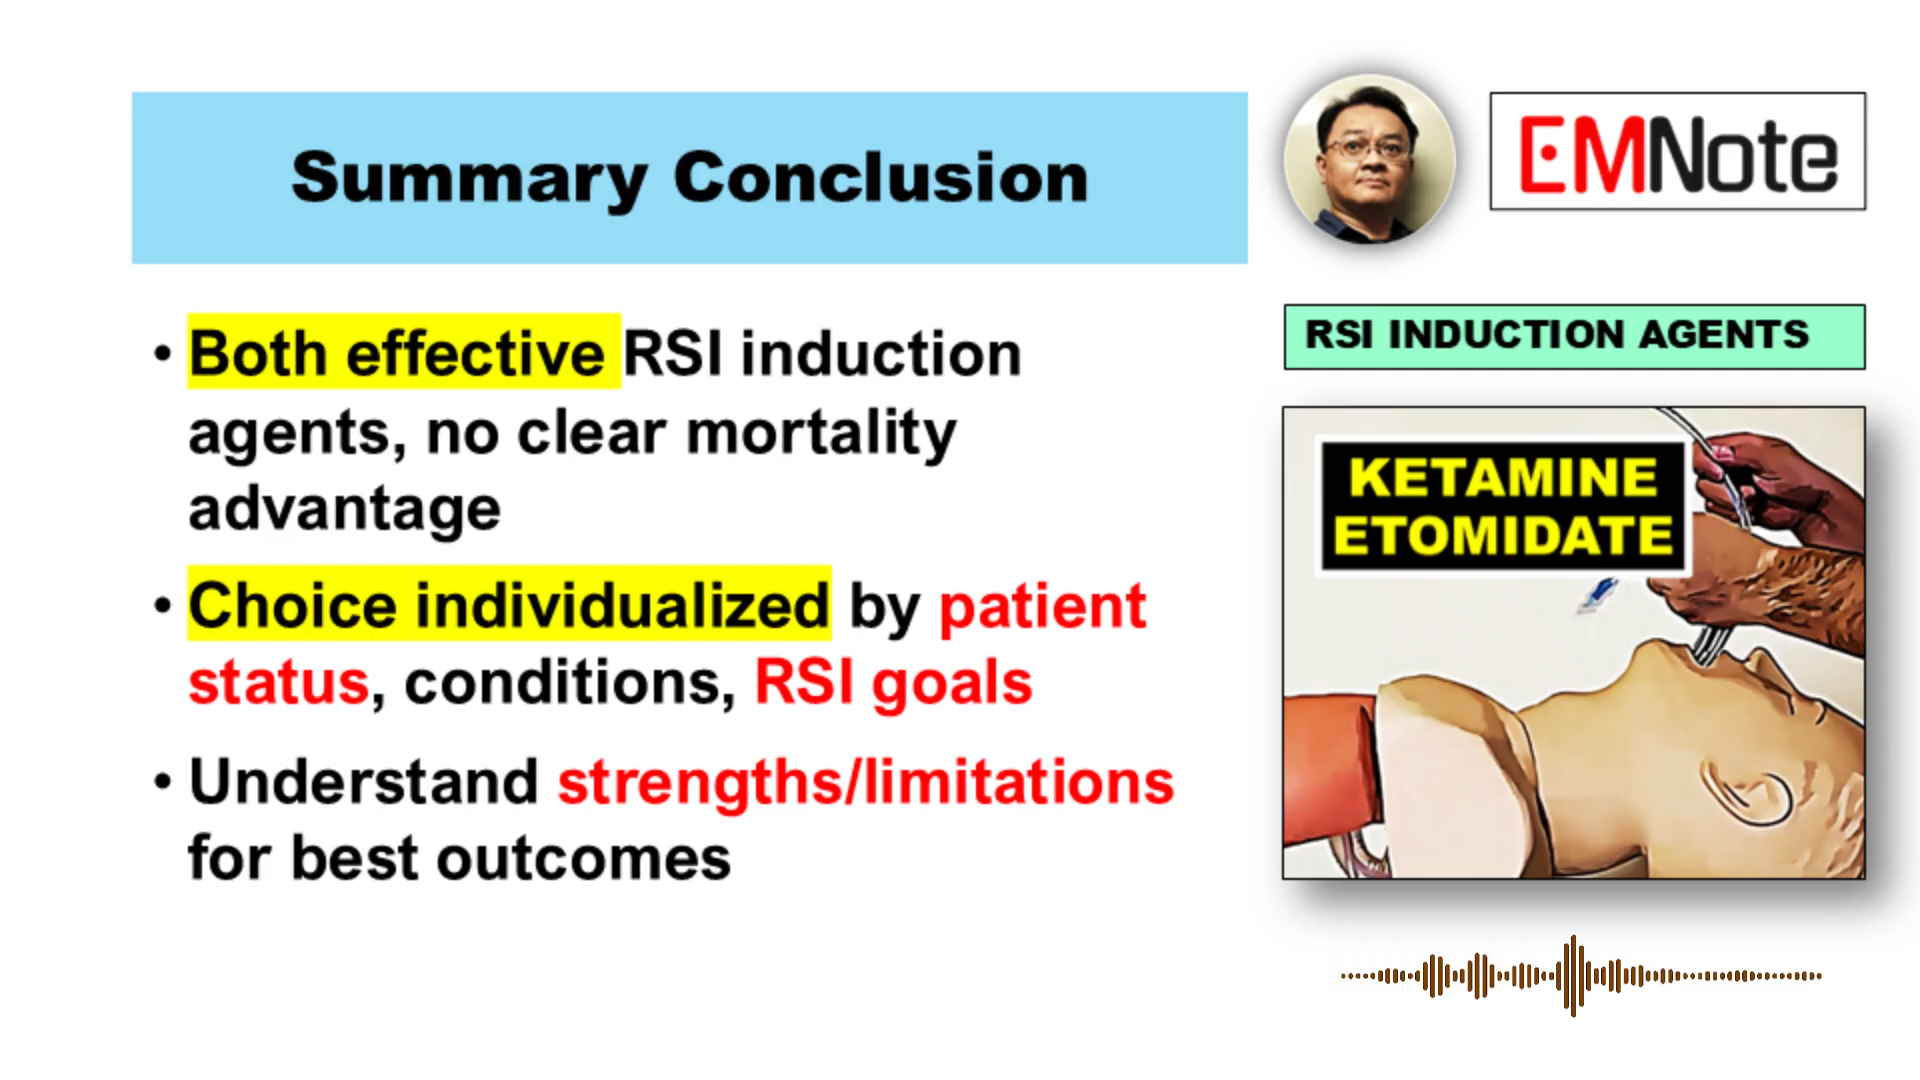 Summary Conclusion
EMNote
RSI INDUCTION AGENTS
KETAMINE
ETOMIDATE
• Both effective RSI induction
agents, no clear mortality
advantage
• Choice individualized by patient
status, conditions, RSI goals
• Understand strengths/limitations
for best outcomes